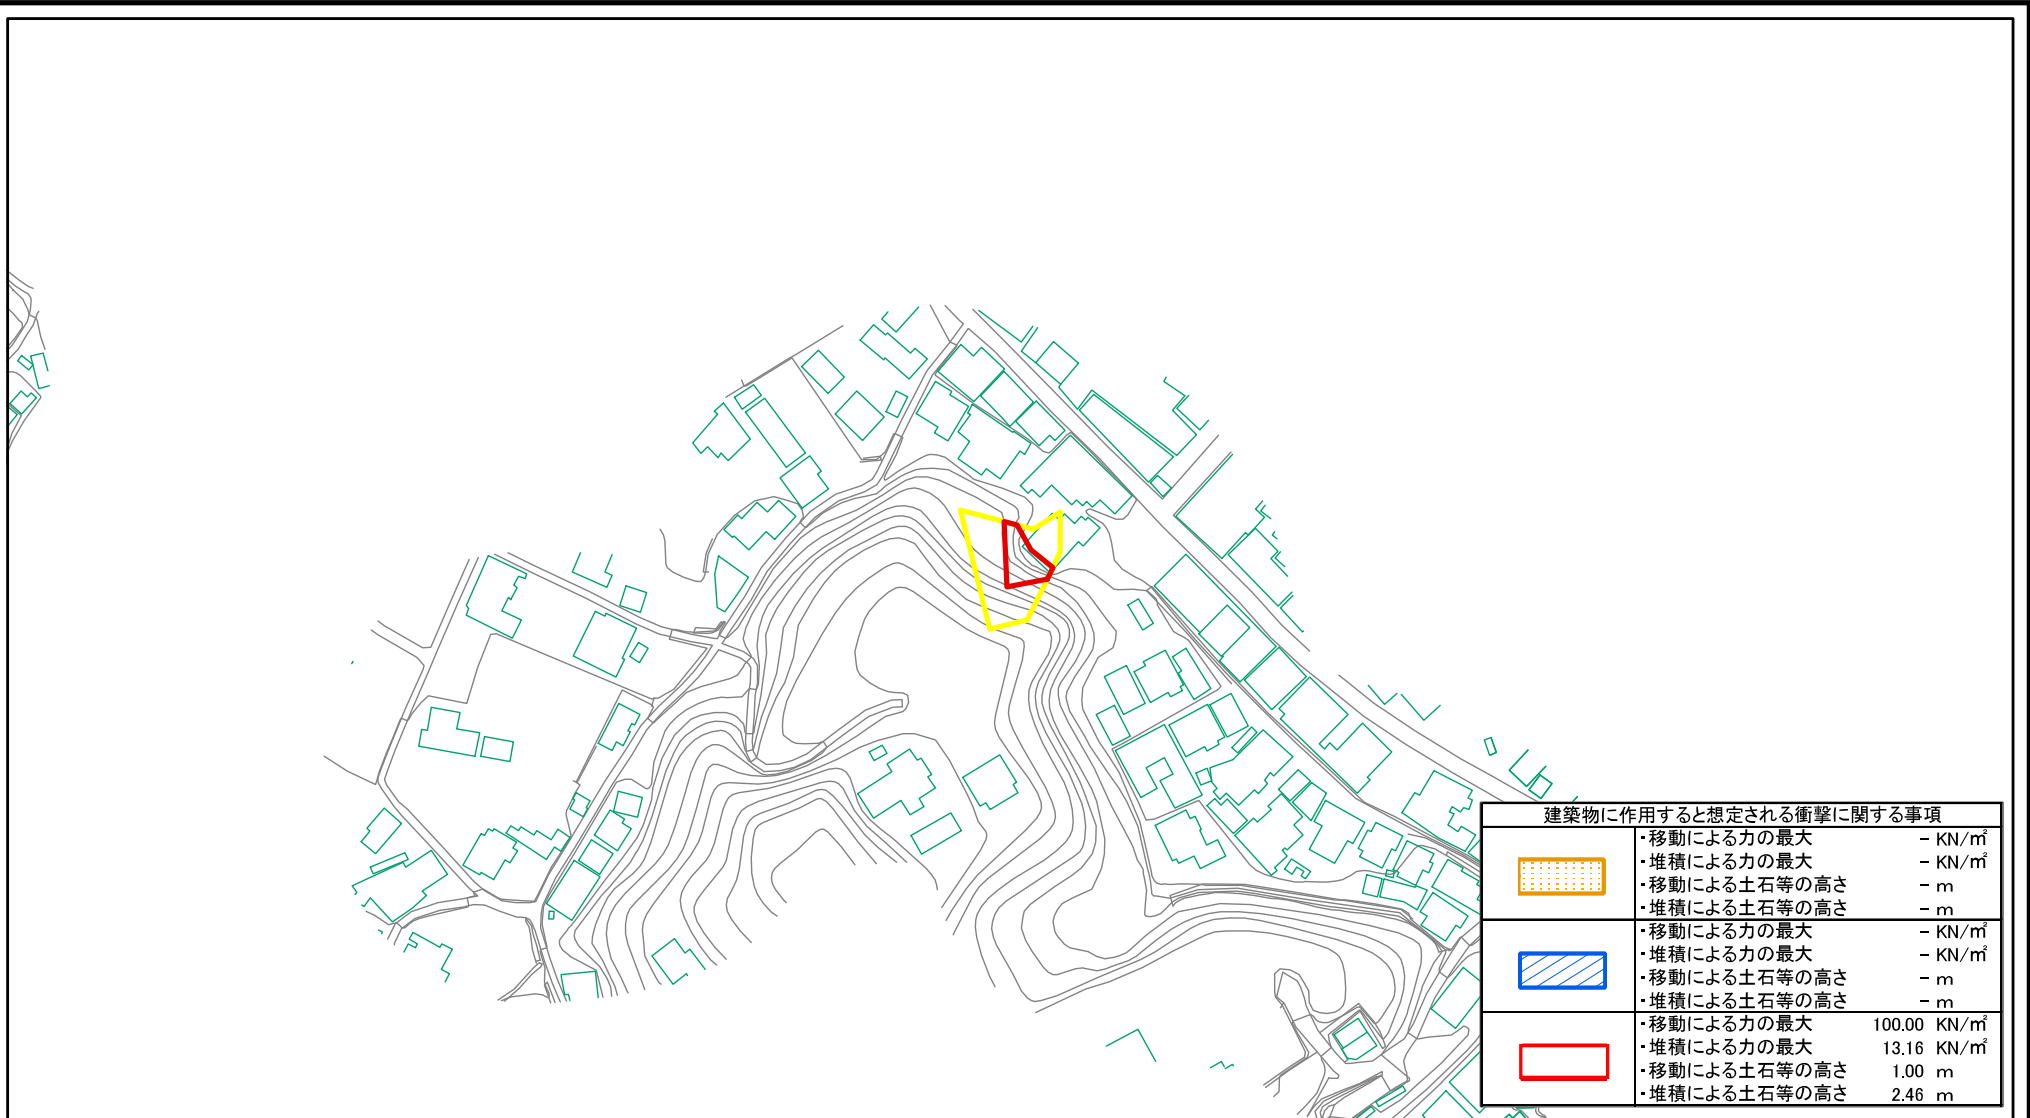 建築物に作用すると想定される衝撃に関する事項
・移動による力の最大 － KN/㎡
・堆積による力の最大 － KN/㎡
・移動による土石等の高さ － m
・堆積による土石等の高さ － m
・移動による力の最大 － KN/㎡
・堆積による力の最大 － KN/㎡
・移動による土石等の高さ － m
・堆積による土石等の高さ － m
・移動による力の最大 100.00 KN/㎡
・堆積による力の最大 13.16 KN/㎡
・移動による土石等の高さ 1.00 m
・堆積による土石等の高さ 2.46 m